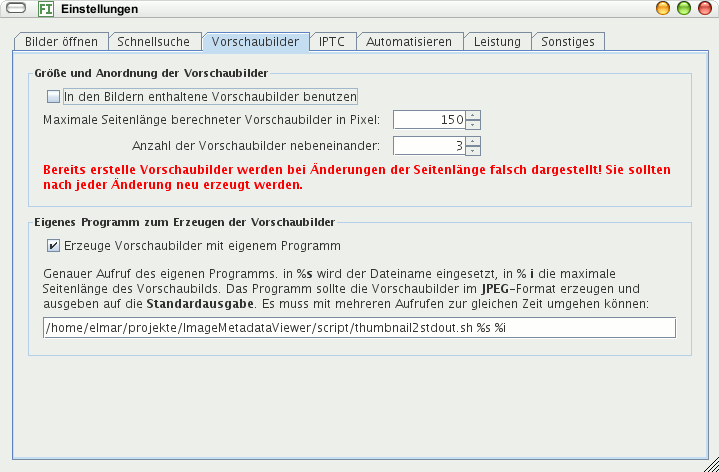 FI Einstellungen
Bilder öffnen Schnellsuche Vorschaubilder IPTC Automatisieren Leistung Sonstiges
Größe und Anordnung der Vorschaubilder
In den Bildern enthaltene Vorschaubilder benutzen
Maximale Seitenlänge berechneter Vorschaubilder in Pixel: 150
Anzahl der Vorschaubilder nebeneinander: 3
Bereits erstelle Vorschaubilder werden bei Änderungen der Seitenlänge falsch dargestellt! Sie sollten
nach jeder Änderung neu erzeugt werden.
Eigenes Programm zum Erzeugen der Vorschaubilder
Erzeuge Vorschaubilder mit eigenem Programm
Genauer Aufruf des eigenen Programms. in %s wird der Dateiname eingesetzt, in % i die maximale
Seitenlänge des Vorschaubilds. Das Programm sollte die Vorschaubilder im JPEG-Format erzeugen und
ausgeben auf die Standardausgabe. Es muss mit mehreren Aufrufen zur gleichen Zeit umgehen können:
/home/elmar/projekte/ImageMetadataViewer/script/thumbnail2stdout.sh %s %i